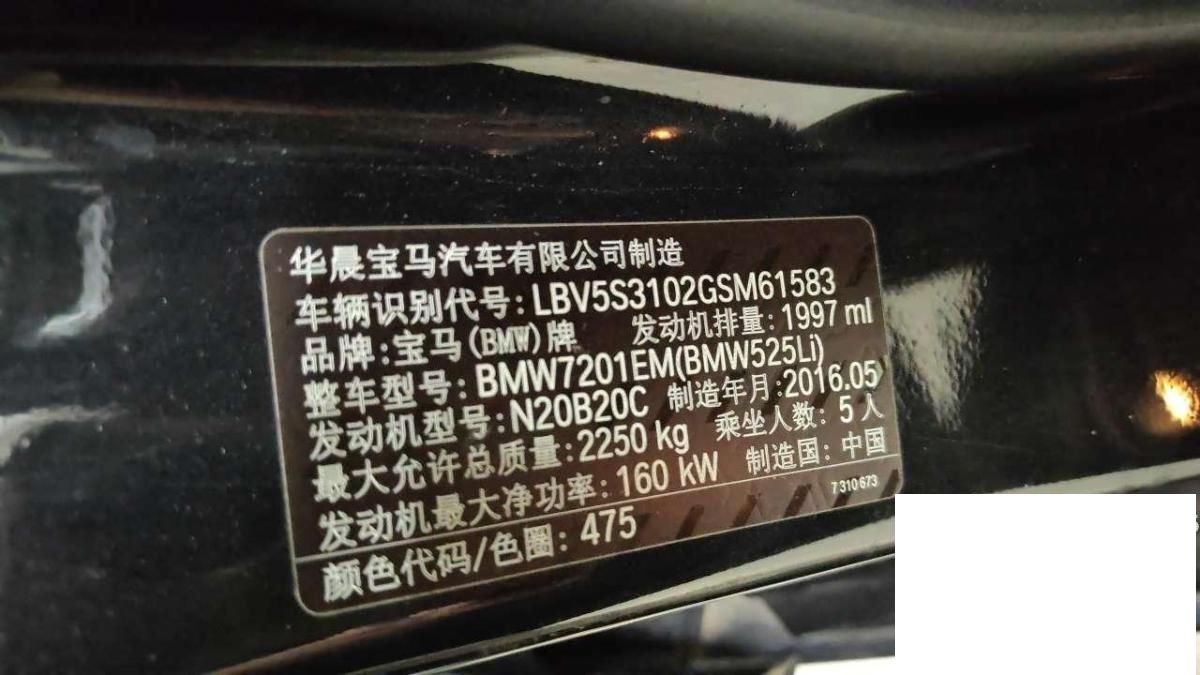 华晨宝马汽车有限公司制造
车辆识别代号: LBV5S3102GSM61583
品牌: 宝马(BMW)牌 发动机排量: 1997 ml
整车型号: BMW7201EM(BMW525Li)
发动机型号: N20B20C 制造年月: 2016.05
最大允许总质量: 2250 kg 乘坐人数: 5 人
发动机最大净功率: 160 kW 制造国: 中国
7 310 673
颜色代码/色圈: 475